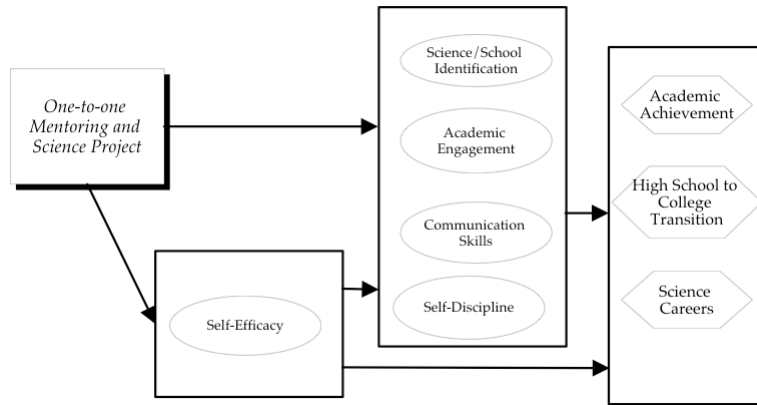 One-to-one
Mentoring and
Science Project
Science/School
Identification
Academic
Engagement
Communication
Skills
Self-Discipline
Self-Efficacy
Academic
Achievement
High School to
College
Transition
Science
Careers